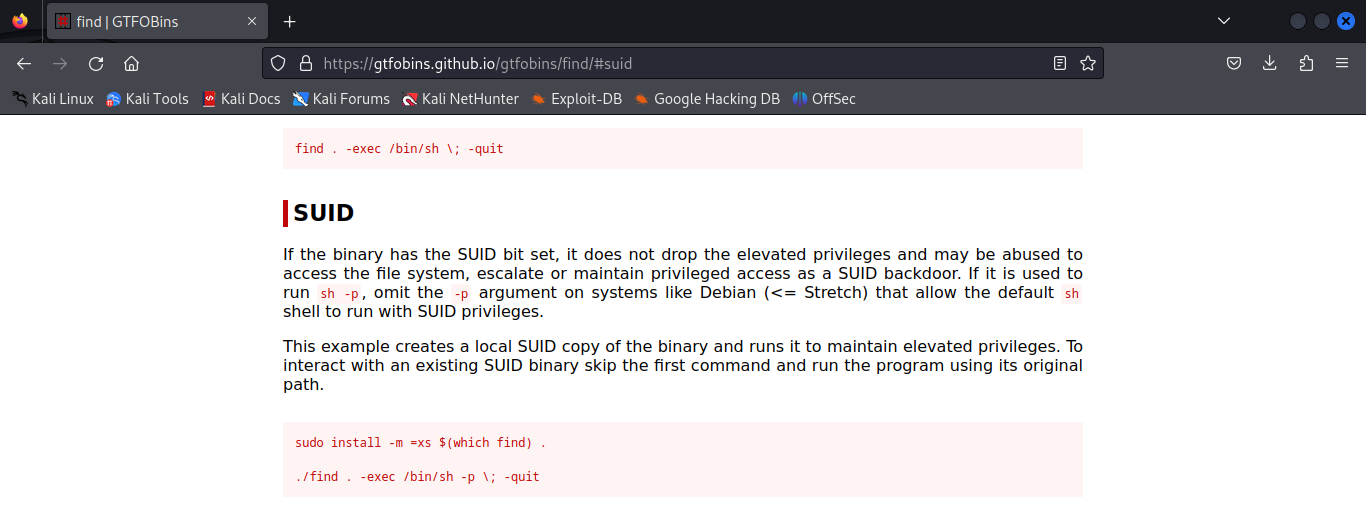 find | GTFOBins
https://gtfobins.github.io/gtfobins/find/#suid
Kali Linux Kali Tools Kali Docs Kali Forums Kali NetHunter Exploit-DB Google Hacking DB OffSec
find . -exec /bin/sh \; -quit
SUID
If the binary has the SUID bit set, it does not drop the elevated privileges and may be abused to
access the file system, escalate or maintain privileged access as a SUID backdoor. If it is used to
run sh -p, omit the -p argument on systems like Debian (<= Stretch) that allow the default sh
shell to run with SUID privileges.
This example creates a local SUID copy of the binary and runs it to maintain elevated privileges. To
interact with an existing SUID binary skip the first command and run the program using its original
path.
sudo install -m =xs $(which find) .
./find . -exec /bin/sh -p \; -quit